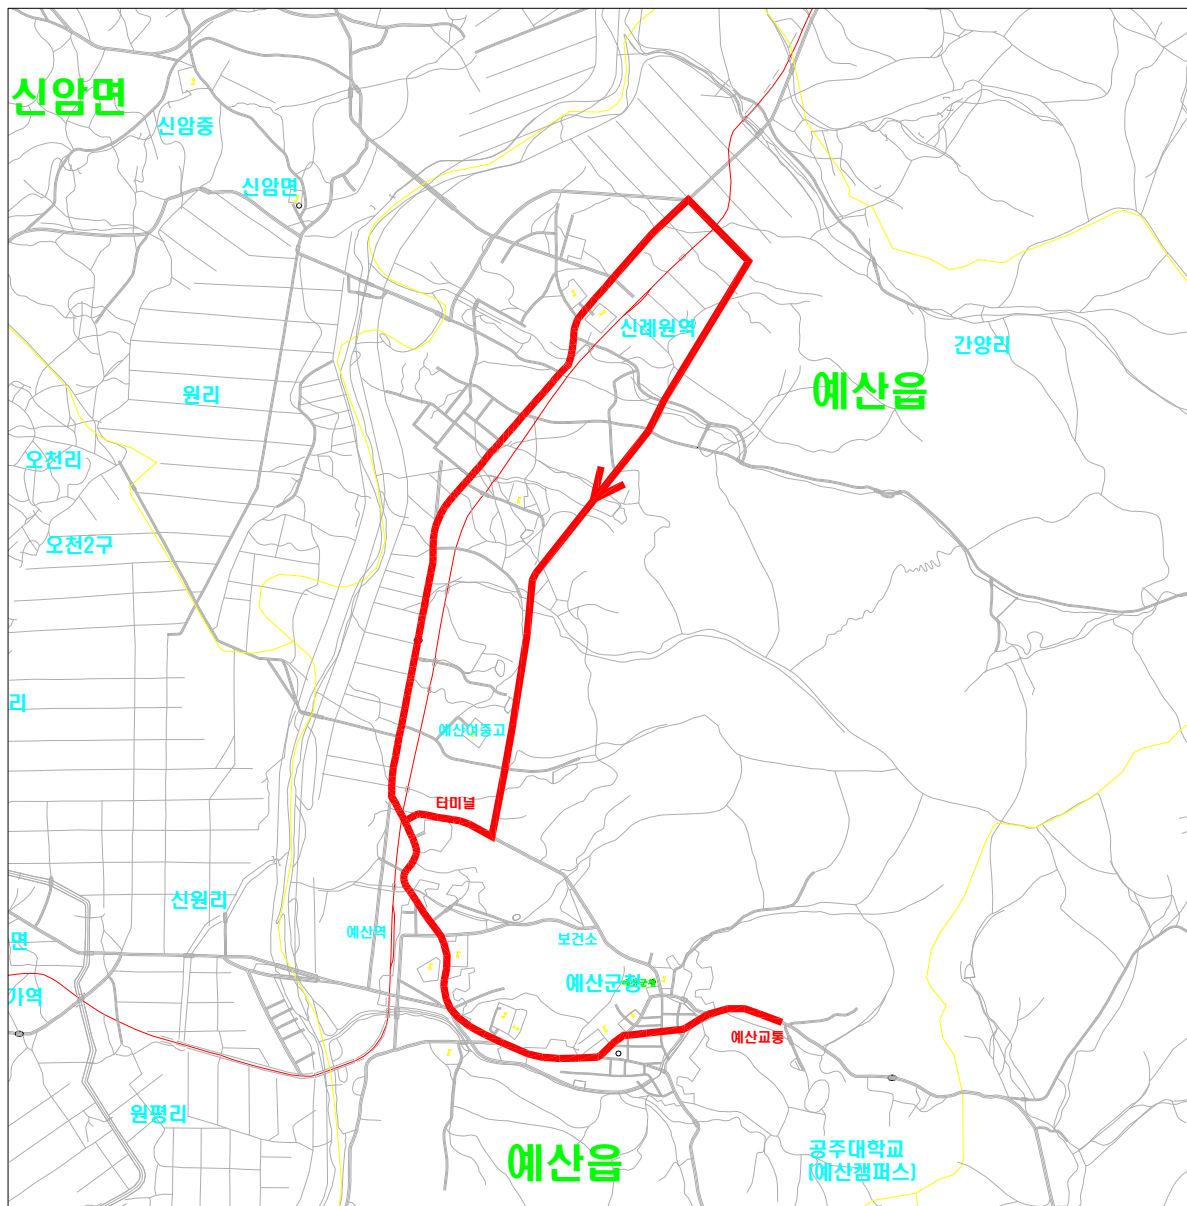 신암면
신암중
신암면
신례원역
간양리
원리
예산읍
오천리
오천2구
리
예산여중고
터미널
신원리
예산역
보건소
면
예산군청
가역
예산교통
원평리
예산읍
공주대학교
(예산캠퍼스)